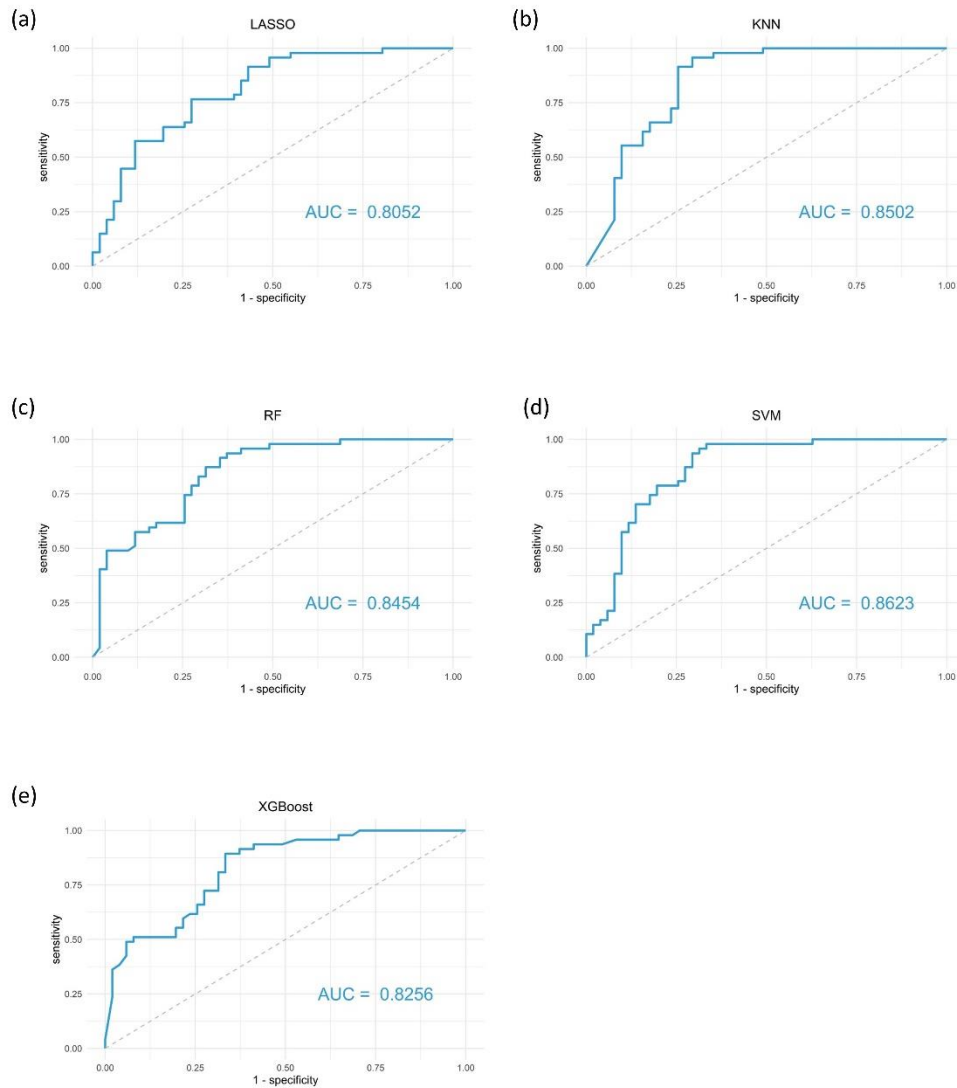 (a)
LASSO
1.00
0.75
0.50
0.25
0.00
sensitivity
AUC = 0.8052
0.00 0.25 0.50 0.75 1.00
1 - specificity
(b)
KNN
1.00
0.75
0.50
0.25
0.00
sensitivity
AUC = 0.8502
0.00 0.25 0.50 0.75 1.00
1 - specificity
(c)
RF
1.00
0.75
0.50
0.25
0.00
sensitivity
AUC = 0.8454
0.00 0.25 0.50 0.75 1.00
1 - specificity
(d)
SVM
1.00
0.75
0.50
0.25
0.00
sensitivity
AUC = 0.8623
0.00 0.25 0.50 0.75 1.00
1 - specificity
(e)
XGBoost
1.00
0.75
0.50
0.25
0.00
sensitivity
AUC = 0.8256
0.00 0.25 0.50 0.75 1.00
1 - specificity